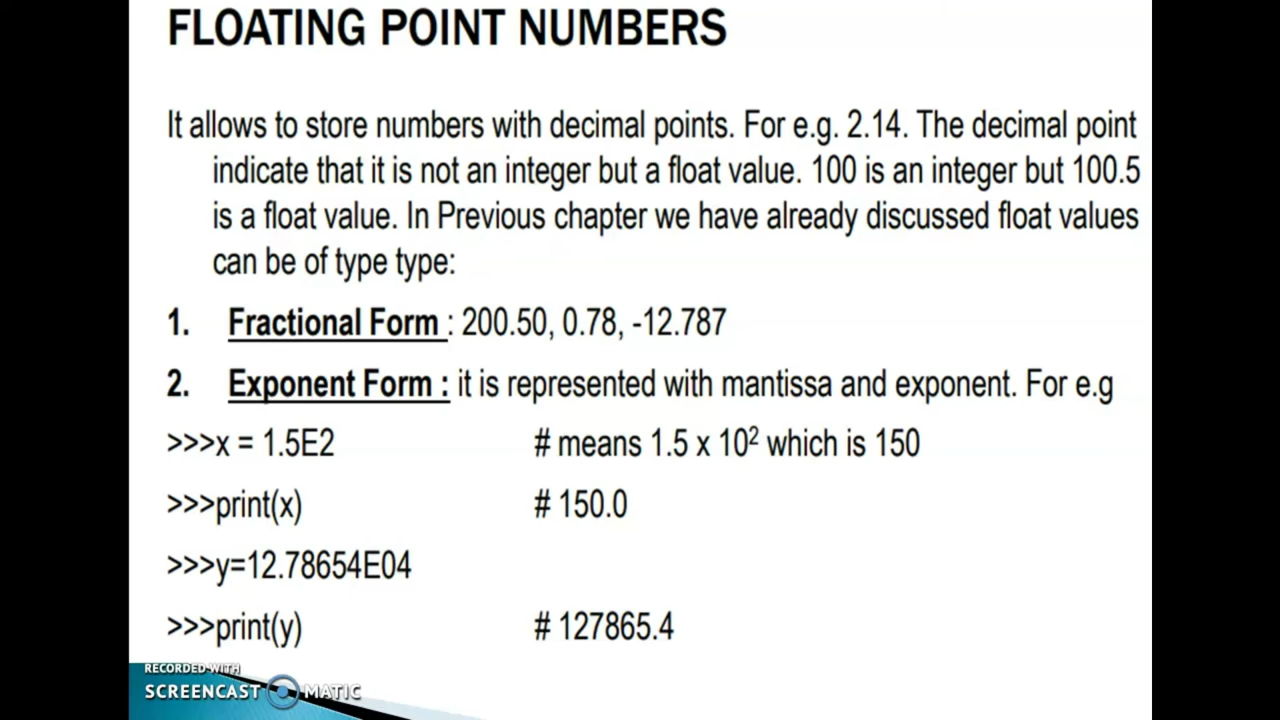 FLOATING POINT NUMBERS
It allows to store numbers with decimal points. For e.g. 2.14. The decimal point
indicate that it is not an integer but a float value. 100 is an integer but 100.5
is a float value. In Previous chapter we have already discussed float values
can be of type type:
1. Fractional Form : 200.50, 0.78, -12.787
2. Exponent Form : it is represented with mantissa and exponent. For e.g
>>>x = 1.5E2 # means 1.5 x 10² which is 150
>>>print(x) # 150.0
>>>y=12.78654E04
>>>print(y) # 127865.4
RECORDED WITH
SCREENCAST MATIC